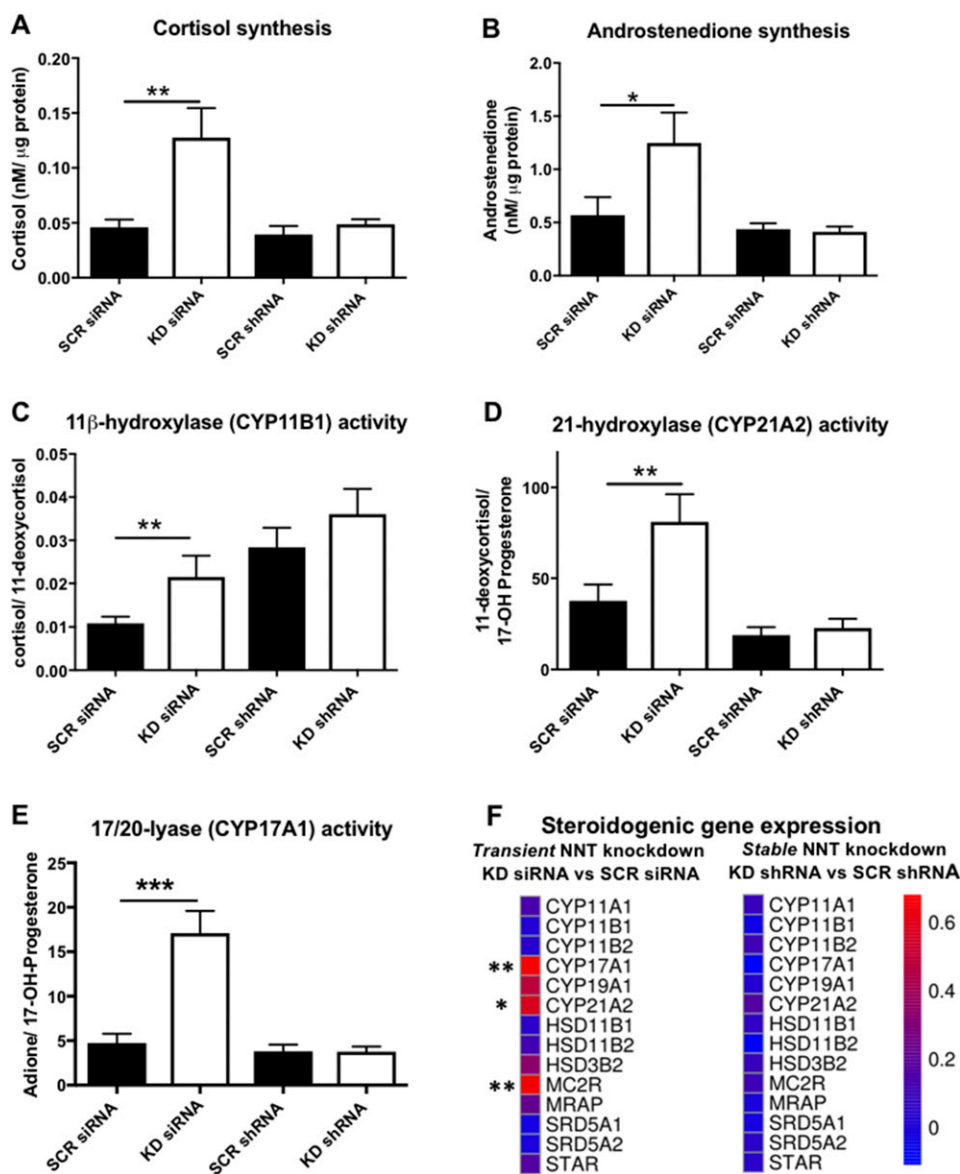 A
Cortisol synthesis
Cortisol (nM/ μg protein)
0.20
0.15
0.10
0.05
0.00
**
SCR siRNA
KD siRNA
SCR shRNA
KD shRNA
B
Androstenedione synthesis
Androstenedione
(nM/ μg protein)
2.0
1.5
1.0
0.5
0.0
*
SCR siRNA
KD siRNA
SCR shRNA
KD shRNA
C
11β-hydroxylase (CYP11B1) activity
cortisol/ 11-deoxycortisol
0.05
0.04
0.03
0.02
0.01
0.00
**
SCR siRNA
KD siRNA
SCR shRNA
KD shRNA
D
21-hydroxylase (CYP21A2) activity
11-deoxycortisol/
17-OH Progesterone
100
50
0
**
SCR siRNA
KD siRNA
SCR shRNA
KD shRNA
E
17/20-lyase (CYP17A1) activity
Adione/ 17-OH-Progesterone
25
20
15
10
5
0
***
SCR siRNA
KD siRNA
SCR shRNA
KD shRNA
F
Steroidogenic gene expression
Transient NNT knockdown
KD siRNA vs SCR siRNA
CYP11A1
CYP11B1
CYP11B2
** CYP17A1
CYP19A1
* CYP21A2
HSD11B1
HSD11B2
HSD3B2
** MC2R
MRAP
SRD5A1
SRD5A2
STAR
Stable NNT knockdown
KD shRNA vs SCR shRNA
CYP11A1
CYP11B1
CYP11B2
CYP17A1
CYP19A1
CYP21A2
HSD11B1
HSD11B2
HSD3B2
MC2R
MRAP
SRD5A1
SRD5A2
STAR
0.6
0.4
0.2
0